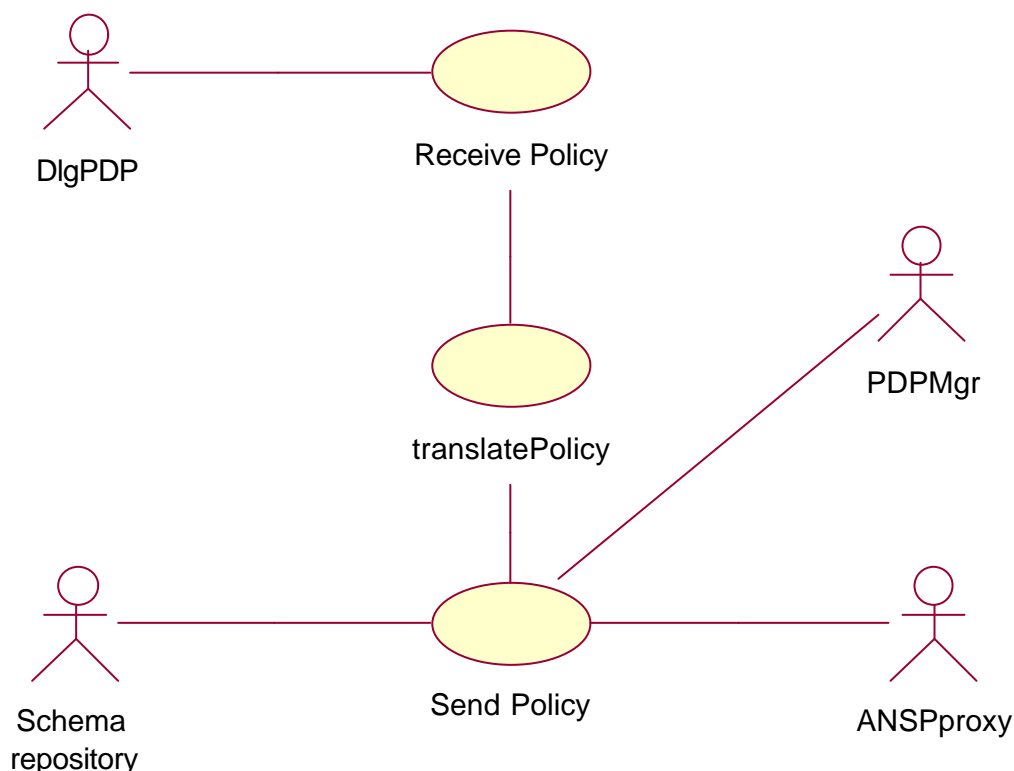 DlgPDP
Receive Policy
PDPMgr
translatePolicy
Schema
repository
Send Policy
ANSPproxy